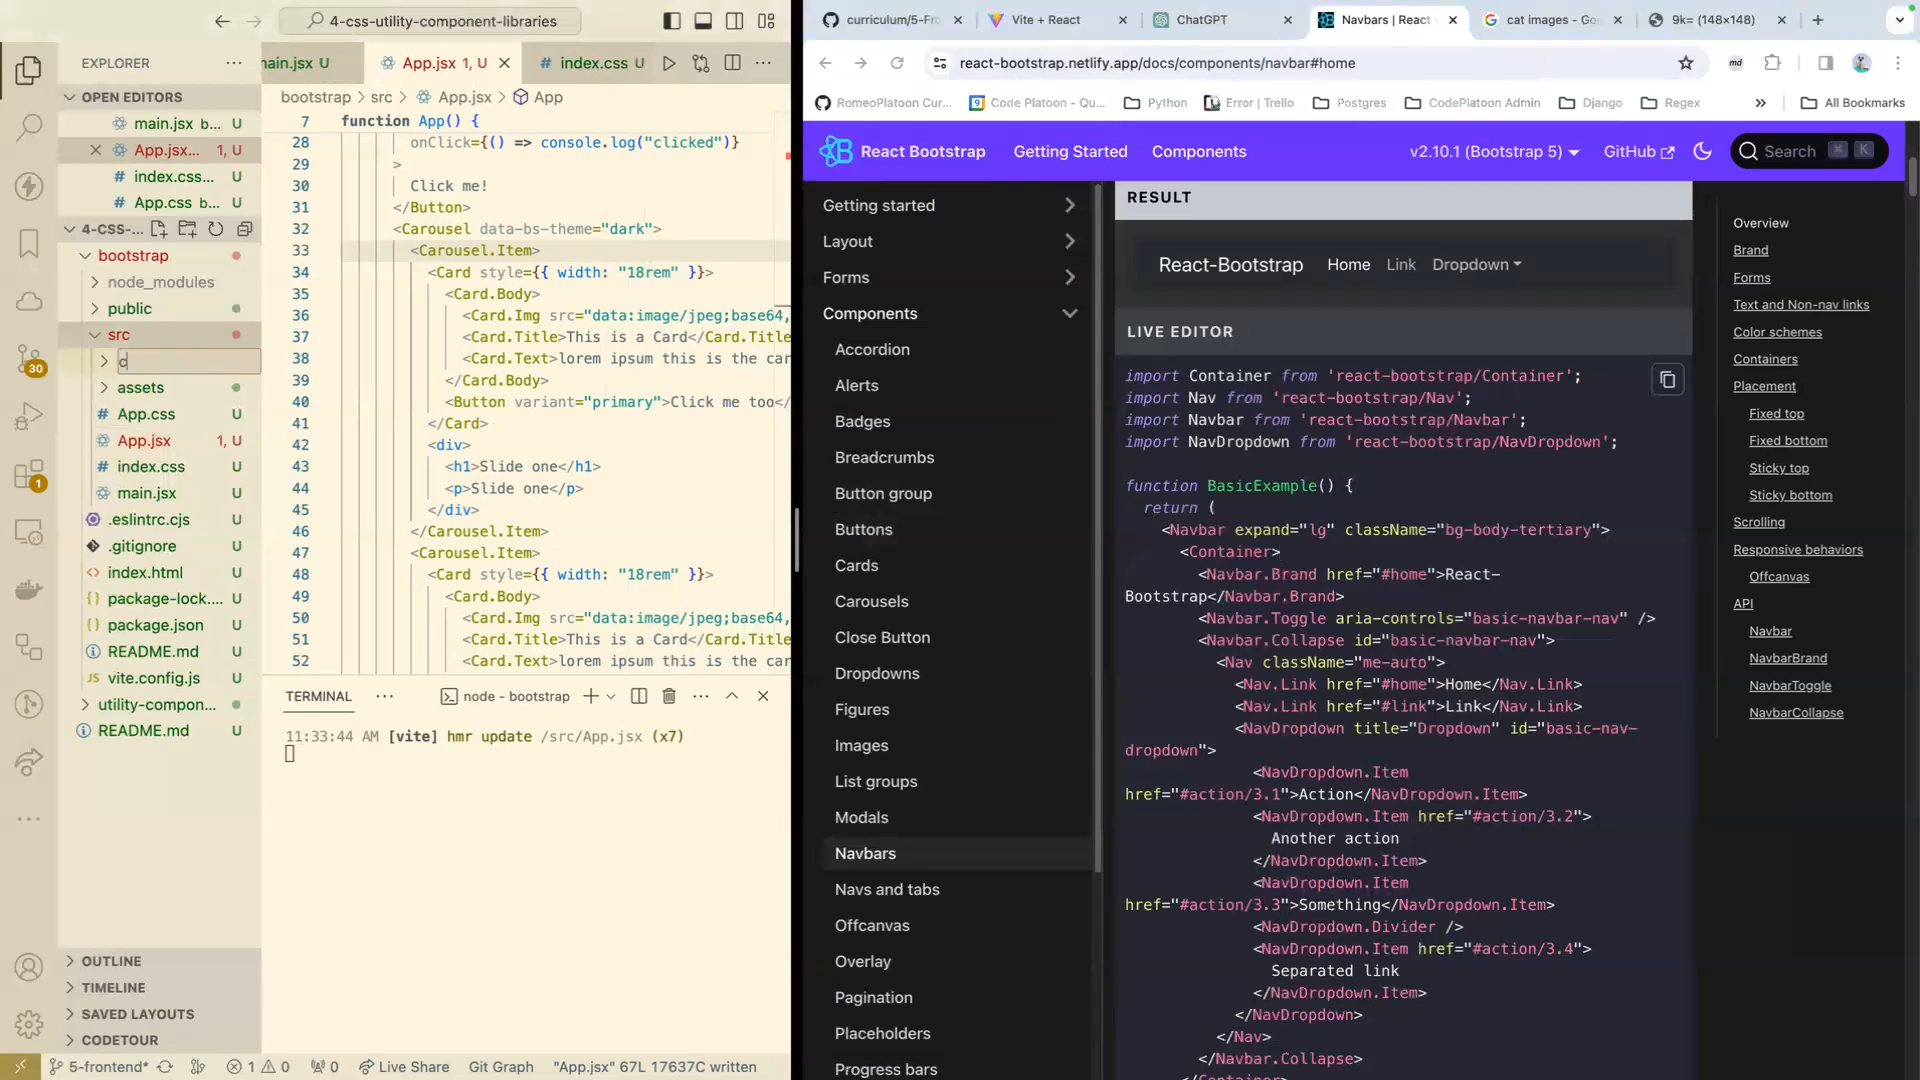 4-css-utility-component-libraries
EXPLORER
OPEN EDITORS
main.jsx b... U
App.jsx... 1, U
index.css... U
App.css b... U
4-CSS-...
bootstrap
node_modules
public
src
c
assets
App.css U
App.jsx 1, U
index.css U
main.jsx U
.eslintrc.cjs U
.gitignore U
index.html U
package-lock.... U
package.json U
README.md U
vite.config.js U
utility-compon...
README.md U
OUTLINE
TIMELINE
SAVED LAYOUTS
CODETOUR
30
1
main.jsx U
App.jsx 1, U
index.css U
bootstrap > src > App.jsx > App
7 function App() {
28 onClick={() => console.log("clicked")}
29 >
30 Click me!
31 </Button>
32 <Carousel data-bs-theme="dark">
33 <Carousel.Item>
34 <Card style={{ width: "18rem" }}>
35 <Card.Body>
36 <Card.Img src="data:image/jpeg;base64,
37 <Card.Title>This is a Card</Card.Title
38 <Card.Text>lorem ipsum this is the car
39 </Card.Body>
40 <Button variant="primary">Click me too</
41 </Card>
42 <div>
43 <h1>Slide one</h1>
44 <p>Slide one</p>
45 </div>
46 </Carousel.Item>
47 <Carousel.Item>
48 <Card style={{ width: "18rem" }}>
49 <Card.Body>
50 <Card.Img src="data:image/jpeg;base64,
51 <Card.Title>This is a Card</Card.Title
52 <Card.Text>lorem ipsum this is the car
TERMINAL
node - bootstrap
11:33:44 AM [vite] hmr update /src/App.jsx (x7)
5-frontend* 1 0 0 Live Share Git Graph "App.jsx" 67L 17637C written
curriculum/5-Fr
Vite + React
ChatGPT
Navbars | React
cat images - Go
9k= (148×148)
react-bootstrap.netlify.app/docs/components/navbar#home
RomeoPlatoon Cur...
Code Platoon - Qu...
Python
Error | Trello
Postgres
CodePlatoon Admin
Django
Regex
All Bookmarks
React Bootstrap
Getting Started
Components
v2.10.1 (Bootstrap 5)
GitHub
Search K
Getting started
Layout
Forms
Components
Accordion
Alerts
Badges
Breadcrumbs
Button group
Buttons
Cards
Carousels
Close Button
Dropdowns
Figures
Images
List groups
Modals
Navbars
Navs and tabs
Offcanvas
Overlay
Pagination
Placeholders
Progress bars
RESULT
React-Bootstrap Home Link Dropdown
LIVE EDITOR
import Container from 'react-bootstrap/Container';
import Nav from 'react-bootstrap/Nav';
import Navbar from 'react-bootstrap/Navbar';
import NavDropdown from 'react-bootstrap/NavDropdown';
function BasicExample() {
return (
<Navbar expand="lg" className="bg-body-tertiary">
<Container>
<Navbar.Brand href="#home">React-
Bootstrap</Navbar.Brand>
<Navbar.Toggle aria-controls="basic-navbar-nav" />
<Navbar.Collapse id="basic-navbar-nav">
<Nav className="me-auto">
<Nav.Link href="#home">Home</Nav.Link>
<Nav.Link href="#link">Link</Nav.Link>
<NavDropdown title="Dropdown" id="basic-nav-
dropdown">
<NavDropdown.Item
href="#action/3.1">Action</NavDropdown.Item>
<NavDropdown.Item href="#action/3.2">
Another action
</NavDropdown.Item>
<NavDropdown.Item
href="#action/3.3">Something</NavDropdown.Item>
<NavDropdown.Divider />
<NavDropdown.Item href="#action/3.4">
Separated link
</NavDropdown.Item>
</NavDropdown>
</Nav>
</Navbar.Collapse>
Overview
Brand
Forms
Text and Non-nav links
Color schemes
Containers
Placement
Fixed top
Fixed bottom
Sticky top
Sticky bottom
Scrolling
Responsive behaviors
Offcanvas
API
Navbar
NavbarBrand
NavbarToggle
NavbarCollapse